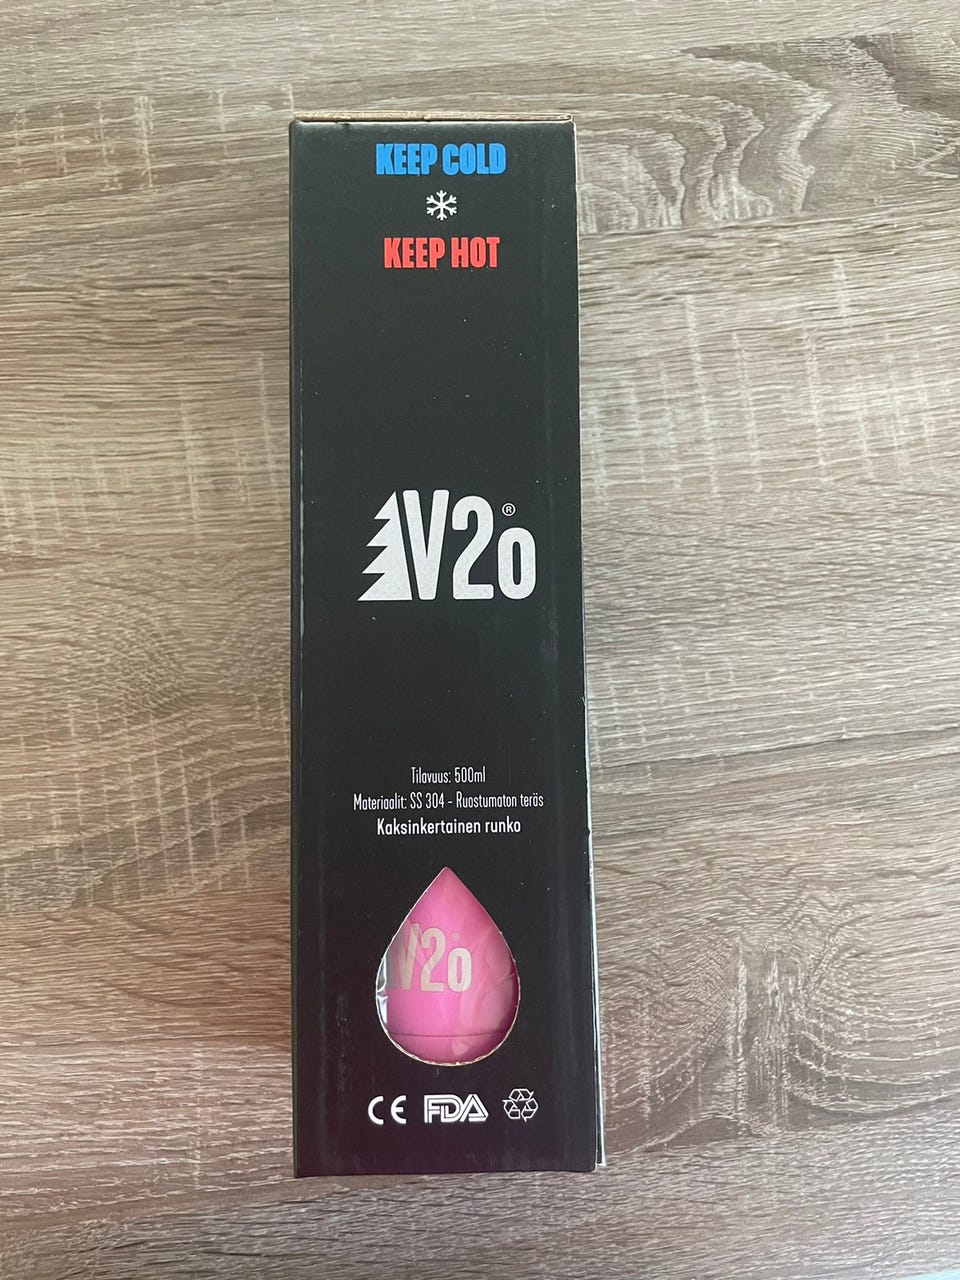 KEEP COLD
KEEP HOT
V2o®
Tilavuus: 500ml
Materiaalit: SS 304 - Ruostumaton teräs
Kaksinkertainen runko
V2o®
CE FDA